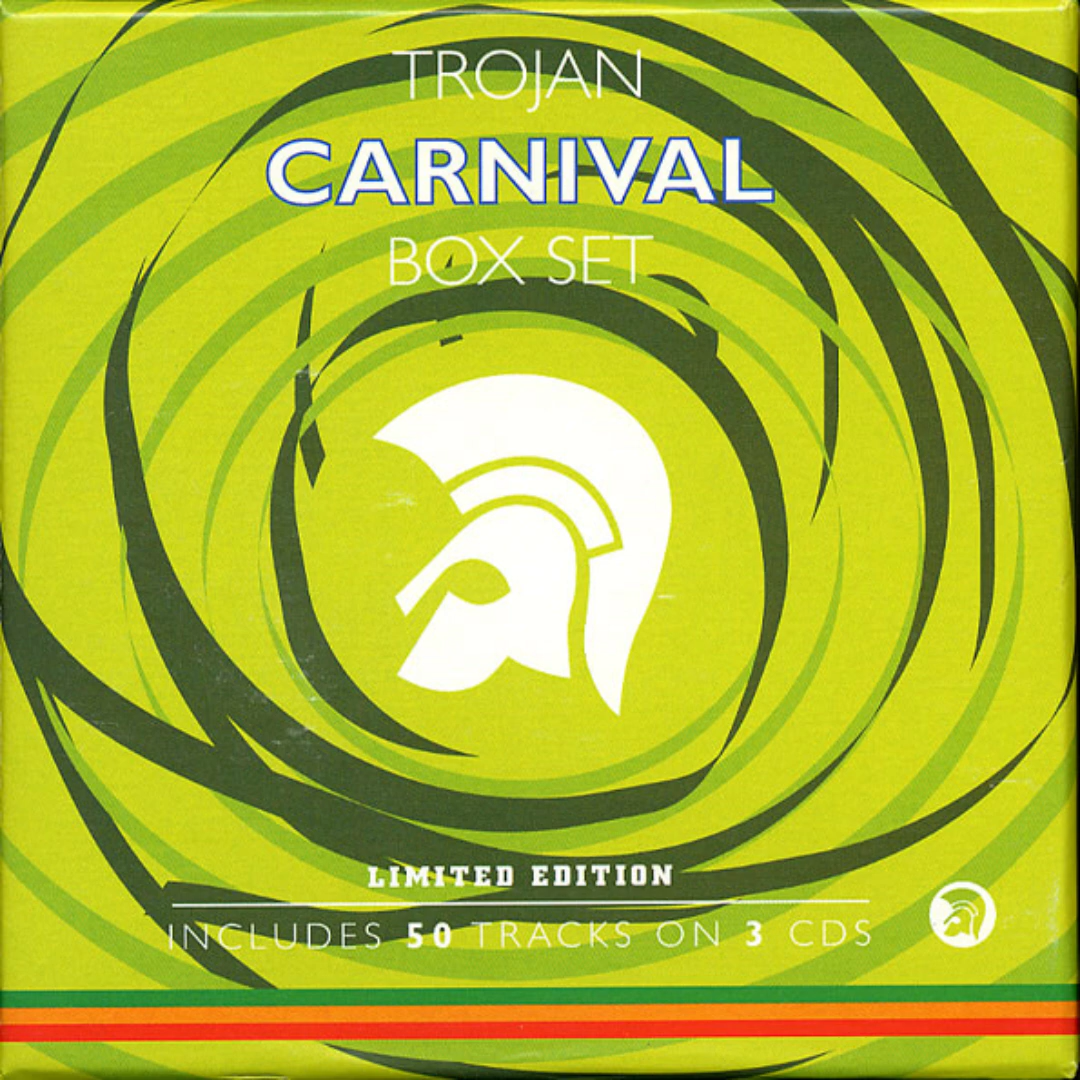 TROJAN
CARNIVAL
BOX SET
LIMITED EDITION
INCLUDES 50 TRACKS ON 3 CDS